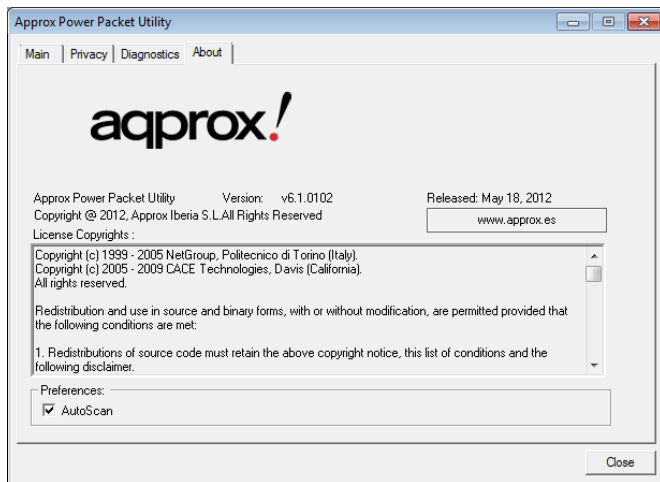 Approx Power Packet Utility
Main Privacy Diagnostics About
aqprox!
Approx Power Packet Utility Version: v6.1.0102 Released: May 18, 2012
Copyright @ 2012, Approx Iberia S.L.All Rights Reserved
www.approx.es
License Copyrights :
Copyright (c) 1999 - 2005 NetGroup, Politecnico di Torino (Italy).
Copyright (c) 2005 - 2009 CACE Technologies, Davis (California).
All rights reserved.
Redistribution and use in source and binary forms, with or without modification, are permitted provided that
the following conditions are met:
1. Redistributions of source code must retain the above copyright notice, this list of conditions and the
following disclaimer.
Preferences:
AutoScan
Close